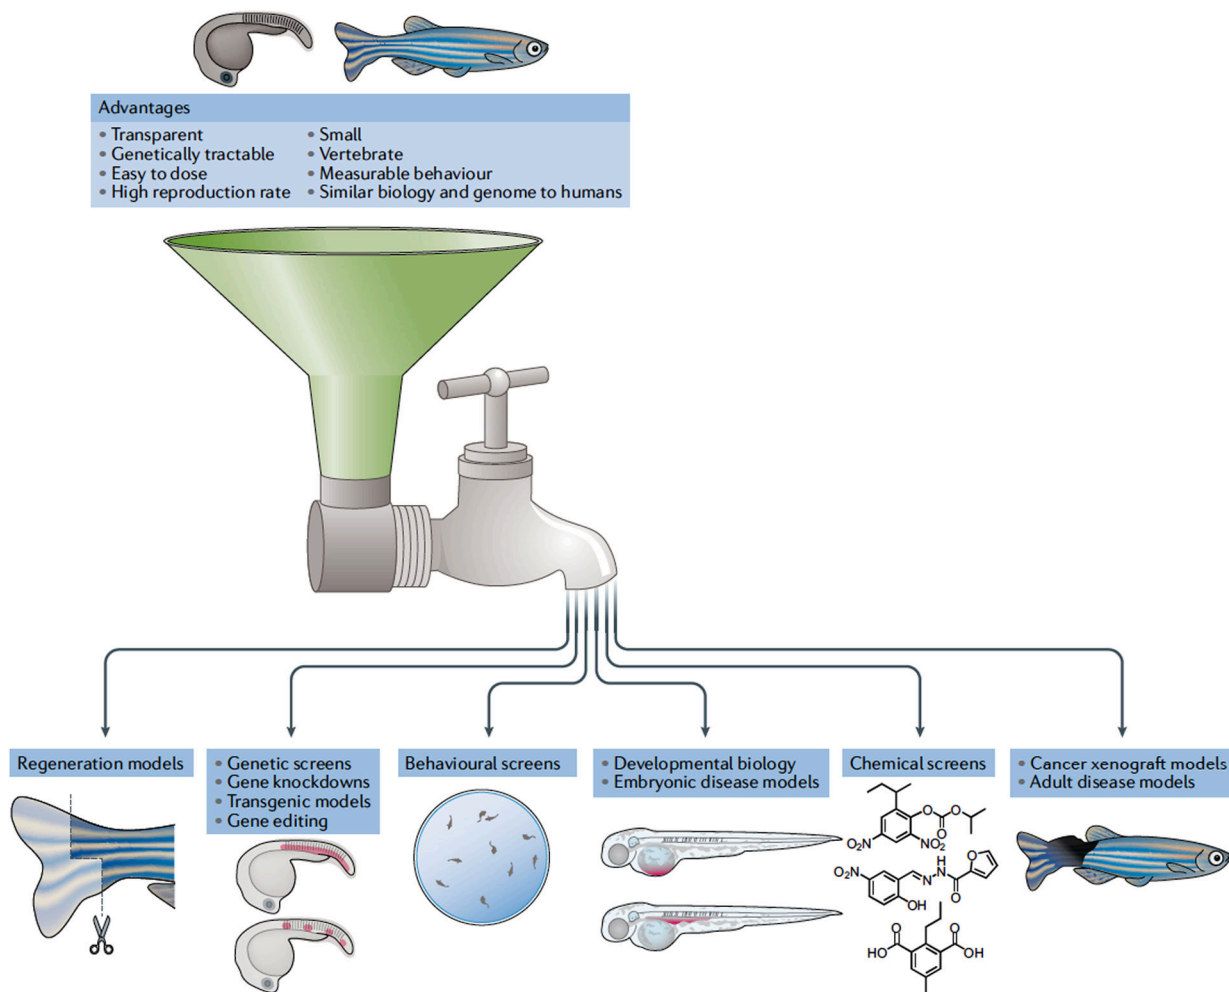 Advantages
• Transparent
• Genetically tractable
• Easy to dose
• High reproduction rate
• Small
• Vertebrate
• Measurable behaviour
• Similar biology and genome to humans
Regeneration models
• Genetic screens
• Gene knockdowns
• Transgenic models
• Gene editing
Behavioural screens
• Developmental biology
• Embryonic disease models
Chemical screens
O O
O
O₂N NO₂
O₂N N H
N O
OH O
O O
HO OH
• Cancer xenograft models
• Adult disease models